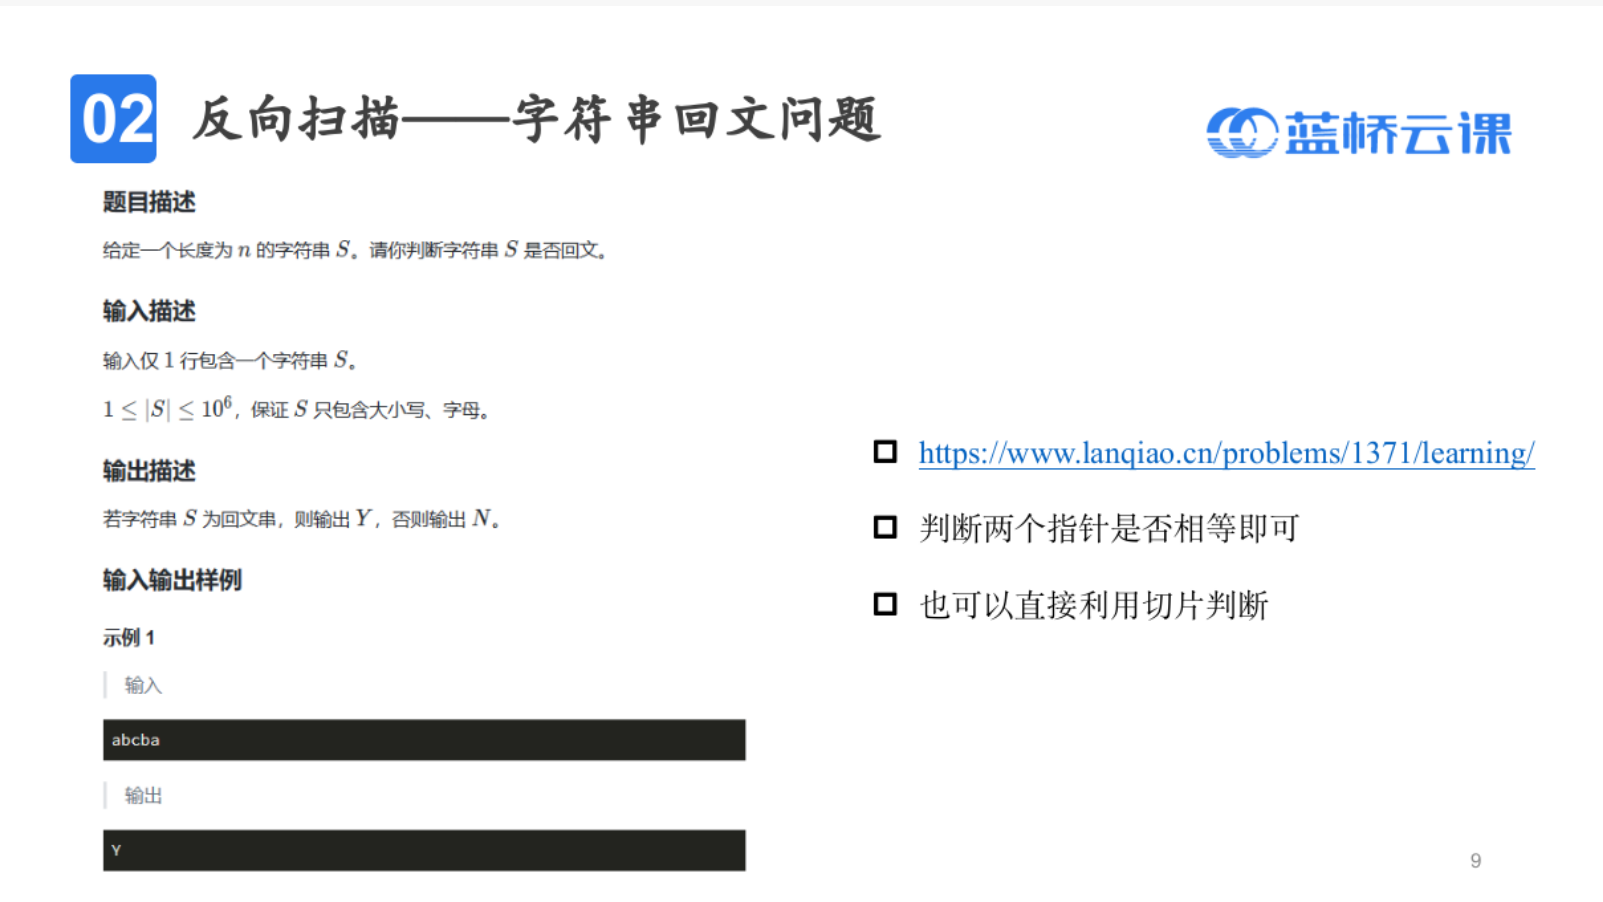 02 反向扫描——字符串回文问题
蓝桥云课
题目描述
给定一个长度为 n 的字符串 S。请你判断字符串 S 是否回文。
输入描述
输入仅 1 行包含一个字符串 S。
1 ≤ |S| ≤ 10⁶，保证 S 只包含大小写、字母。
输出描述
若字符串 S 为回文串，则输出 Y，否则输出 N。
输入输出样例
示例 1
输入
abcba
输出
Y
https://www.lanqiao.cn/problems/1371/learning/
判断两个指针是否相等即可
也可以直接利用切片判断
9